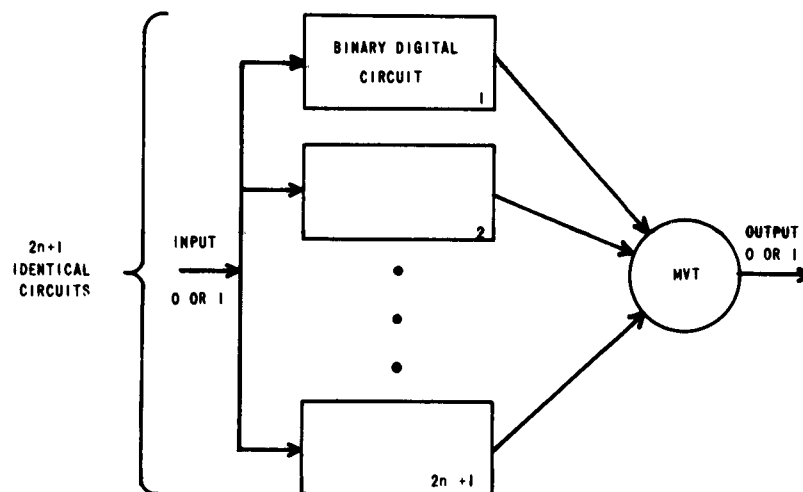 BINARY DIGITAL
CIRCUIT
1
2
2n+1
IDENTICAL
CIRCUITS
INPUT
0 OR 1
MVT
OUTPUT
0 OR 1
2n +1